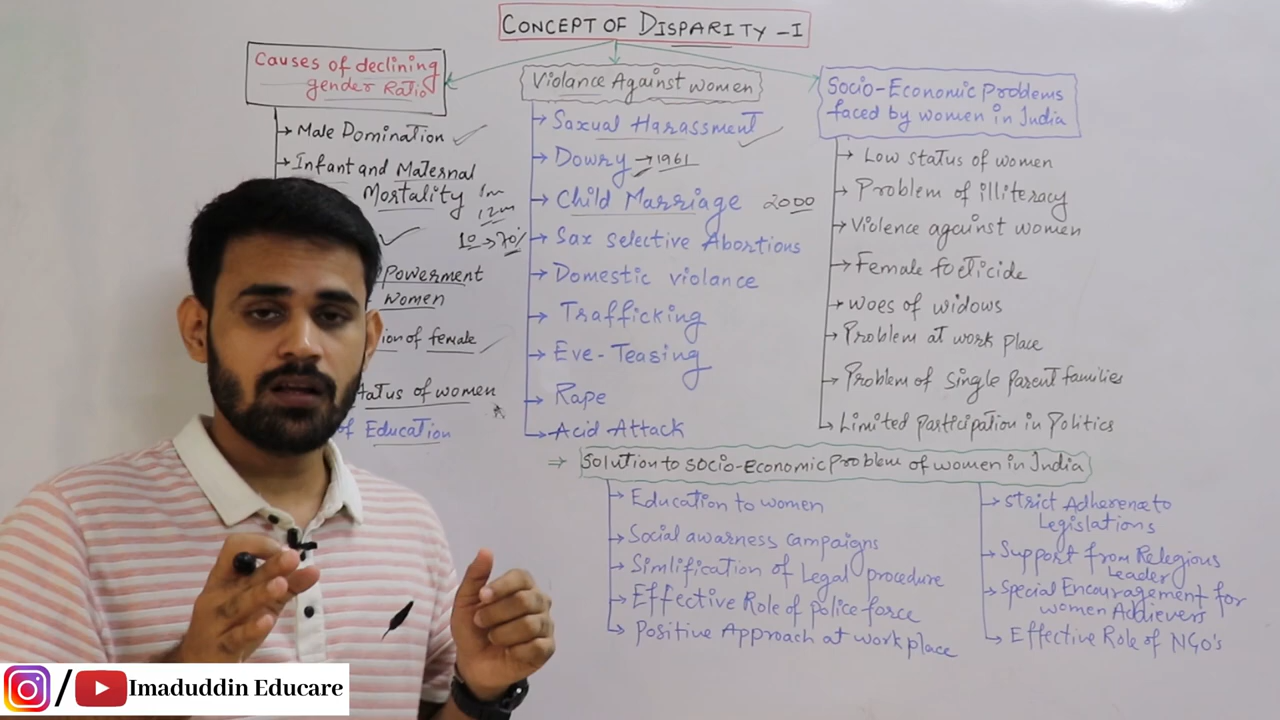 CONCEPT OF DISPARITY -I
Causes of declining
gender Ratio
Male Domination
Infant and Maternal
Mortality
1m
12m
10 → 70%
Powerment
women
ion of female
tatus of women
of Education
Violance Against women
Saxual Harassment
Dowry → 1961
Child Marriage 2000
Sax selective Abortions
Domestic violance
Trafficking
Eve-Teasing
Rape
Acid Attack
Socio-Economic Problems
faced by women in India
Low status of women
Problem of illiteracy
Violence against women
Female foeticide
woes of widows
Problem at work place
Problem of single parent families
Limited participation in Politics
⇒ Solution to socio-economic problem of women in India
Education to women
Social awarness campaigns
Simlification of Legal procedure
Effective Role of police force
Positive Approach at work place
Strict Adherence to
Legislations
Support from Relegious
Leader
Special Encouragement for
women Achievers
Effective Role of NGO's
/ Imaduddin Educare